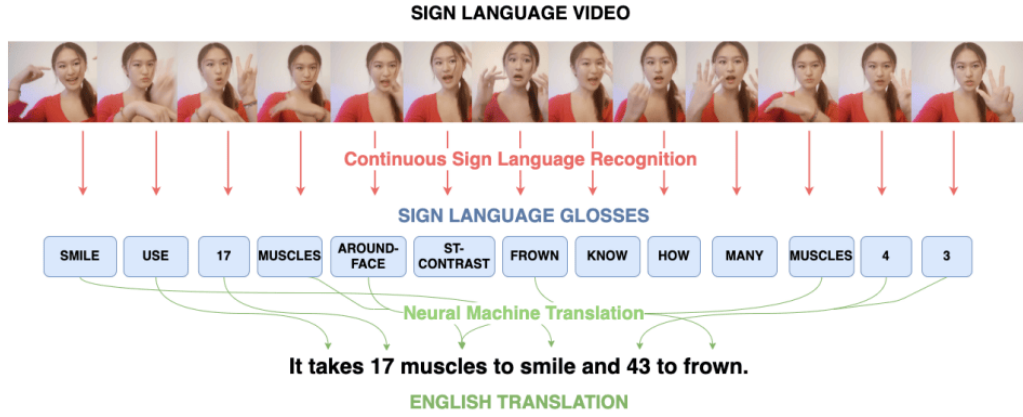 SIGN LANGUAGE VIDEO
Continuous Sign Language Recognition
SIGN LANGUAGE GLOSSES
SMILE
USE
17
MUSCLES
AROUND-
FACE
ST-
CONTRAST
FROWN
KNOW
HOW
MANY
MUSCLES
4
3
Neural Machine Translation
It takes 17 muscles to smile and 43 to frown.
ENGLISH TRANSLATION